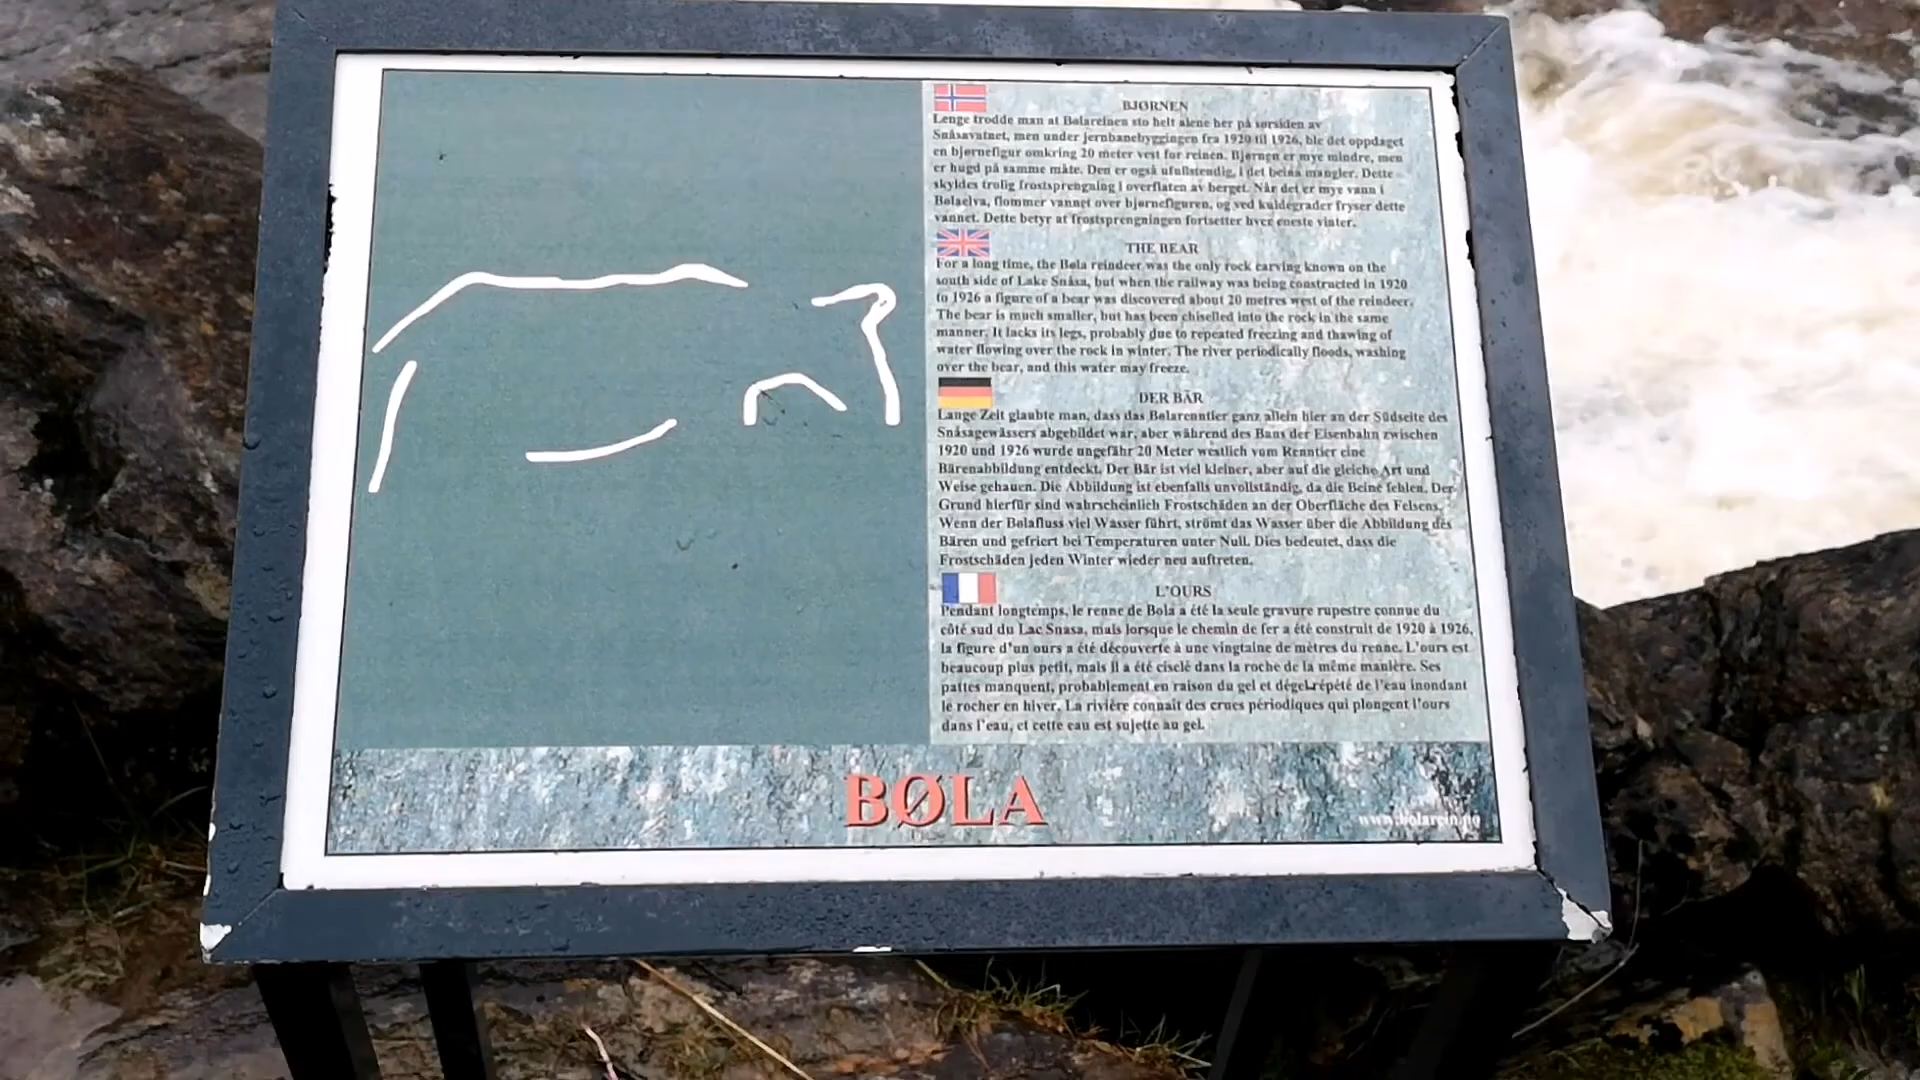 BJØRNEN
Lenge trodde man at Bølareinen sto helt alene her på sørsiden av
Snåsavatnet, men under jernbanebyggingen fra 1920 til 1926, ble det oppdaget
en bjørnefigur omkring 20 meter vest for reinen. Bjørnen er mye mindre, men
er hugd på samme måte. Den er også ufullstendig, i det beina mangler. Dette
skyldes trolig frostsprengning i overflaten av berget. Når det er mye vann i
Bølaelva, flommer vannet over bjørnefiguren, og ved kuldegrader fryser dette
vannet. Dette betyr at frostsprengningen fortsetter hver eneste vinter.
THE BEAR
For a long time, the Bøla reindeer was the only rock carving known on the
south side of Lake Snåsa, but when the railway was being constructed in 1920
to 1926 a figure of a bear was discovered about 20 metres west of the reindeer.
The bear is much smaller, but has been chiselled into the rock in the same
manner. It lacks its legs, probably due to repeated freezing and thawing of
water flowing over the rock in winter. The river periodically floods, washing
over the bear, and this water may freeze.
DER BÄR
Lange Zeit glaubte man, dass das Bølarenntier ganz allein hier an der Südseite des
Snåsagewässers abgebildet war, aber während des Baus der Eisenbahn zwischen
1920 und 1926 wurde ungefähr 20 Meter westlich vom Renntier eine
Bärenabbildung entdeckt. Der Bär ist viel kleiner, aber auf die gleiche Art und
Weise gehauen. Die Abbildung ist ebenfalls unvollständig, da die Beine fehlen. Der
Grund hierfür sind wahrscheinlich Frostschäden an der Oberfläche des Felsens.
Wenn der Bølafluss viel Wasser führt, strömt das Wasser über die Abbildung des
Bären und gefriert bei Temperaturen unter Null. Dies bedeutet, dass die
Frostschäden jeden Winter wieder neu auftreten.
L'OURS
Pendant longtemps, le renne de Bøla a été la seule gravure rupestre connue du
côté sud du Lac Snasa, mais lorsque le chemin de fer a été construit de 1920 à 1926,
la figure d'un ours a été découverte à une vingtaine de mètres du renne. L'ours est
beaucoup plus petit, mais il a été ciselé dans la roche de la même manière. Ses
pattes manquent, probablement en raison du gel et dégel répété de l'eau inondant
le rocher en hiver. La rivière connaît des crues périodiques qui plongent l'ours
dans l'eau, et cette eau est sujette au gel.
BØLA
www.bolarein.no